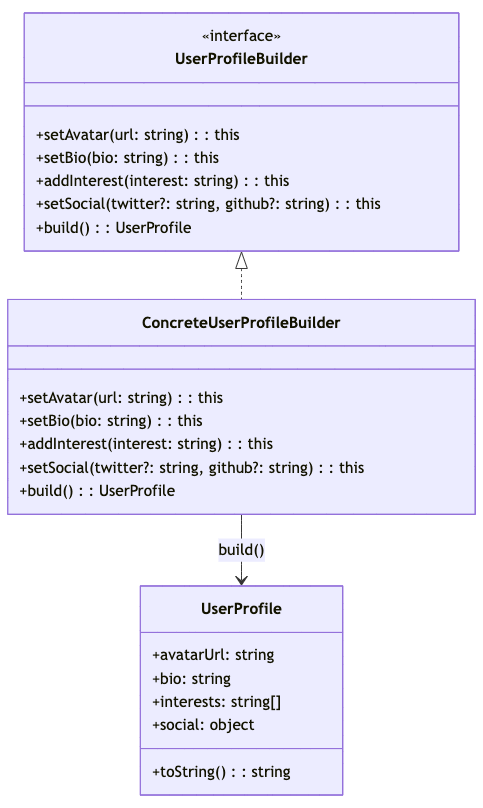 «interface»
UserProfileBuilder
+setAvatar(url: string) : : this
+setBio(bio: string) : : this
+addInterest(interest: string) : : this
+setSocial(twitter?: string, github?: string) : : this
+build() : : UserProfile
ConcreteUserProfileBuilder
+setAvatar(url: string) : : this
+setBio(bio: string) : : this
+addInterest(interest: string) : : this
+setSocial(twitter?: string, github?: string) : : this
+build() : : UserProfile
build()
UserProfile
+avatarUrl: string
+bio: string
+interests: string[]
+social: object
+toString() : : string